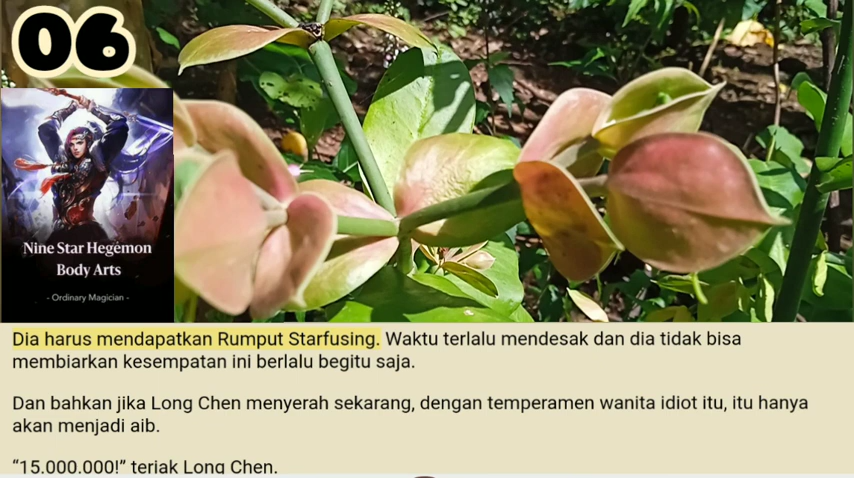 06
Nine Star Hegemon
Body Arts
- Ordinary Magician -
Dia harus mendapatkan Rumput Starfusing. Waktu terlalu mendesak dan dia tidak bisa
membiarkan kesempatan ini berlalu begitu saja.
Dan bahkan jika Long Chen menyerah sekarang, dengan temperamen wanita idiot itu, itu hanya
akan menjadi aib.
“15.000.000!” teriak Long Chen.